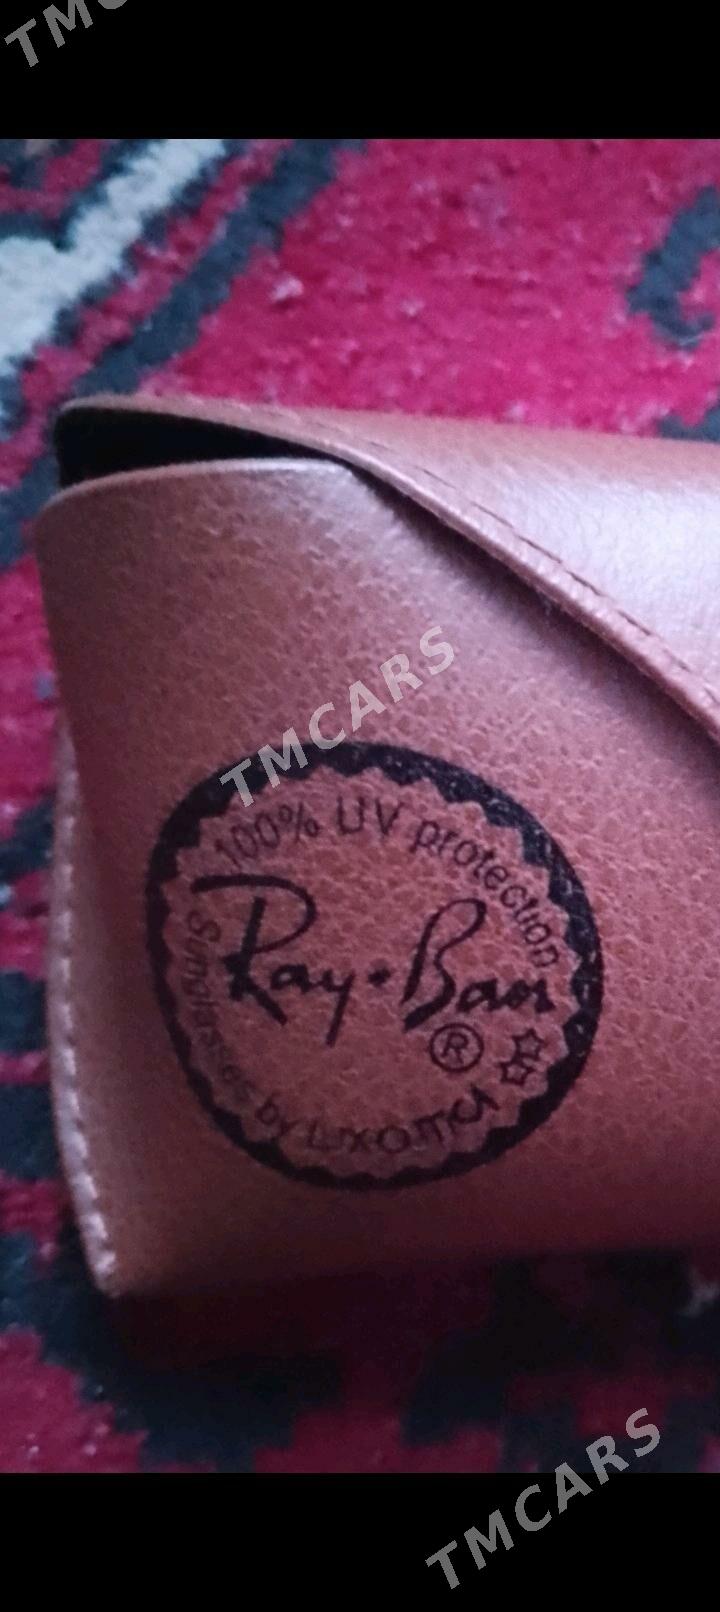 TMCARS
TMCARS
100% UV protection
Ray-Ban
®
Sunglasses by Luxottica
TMCARS